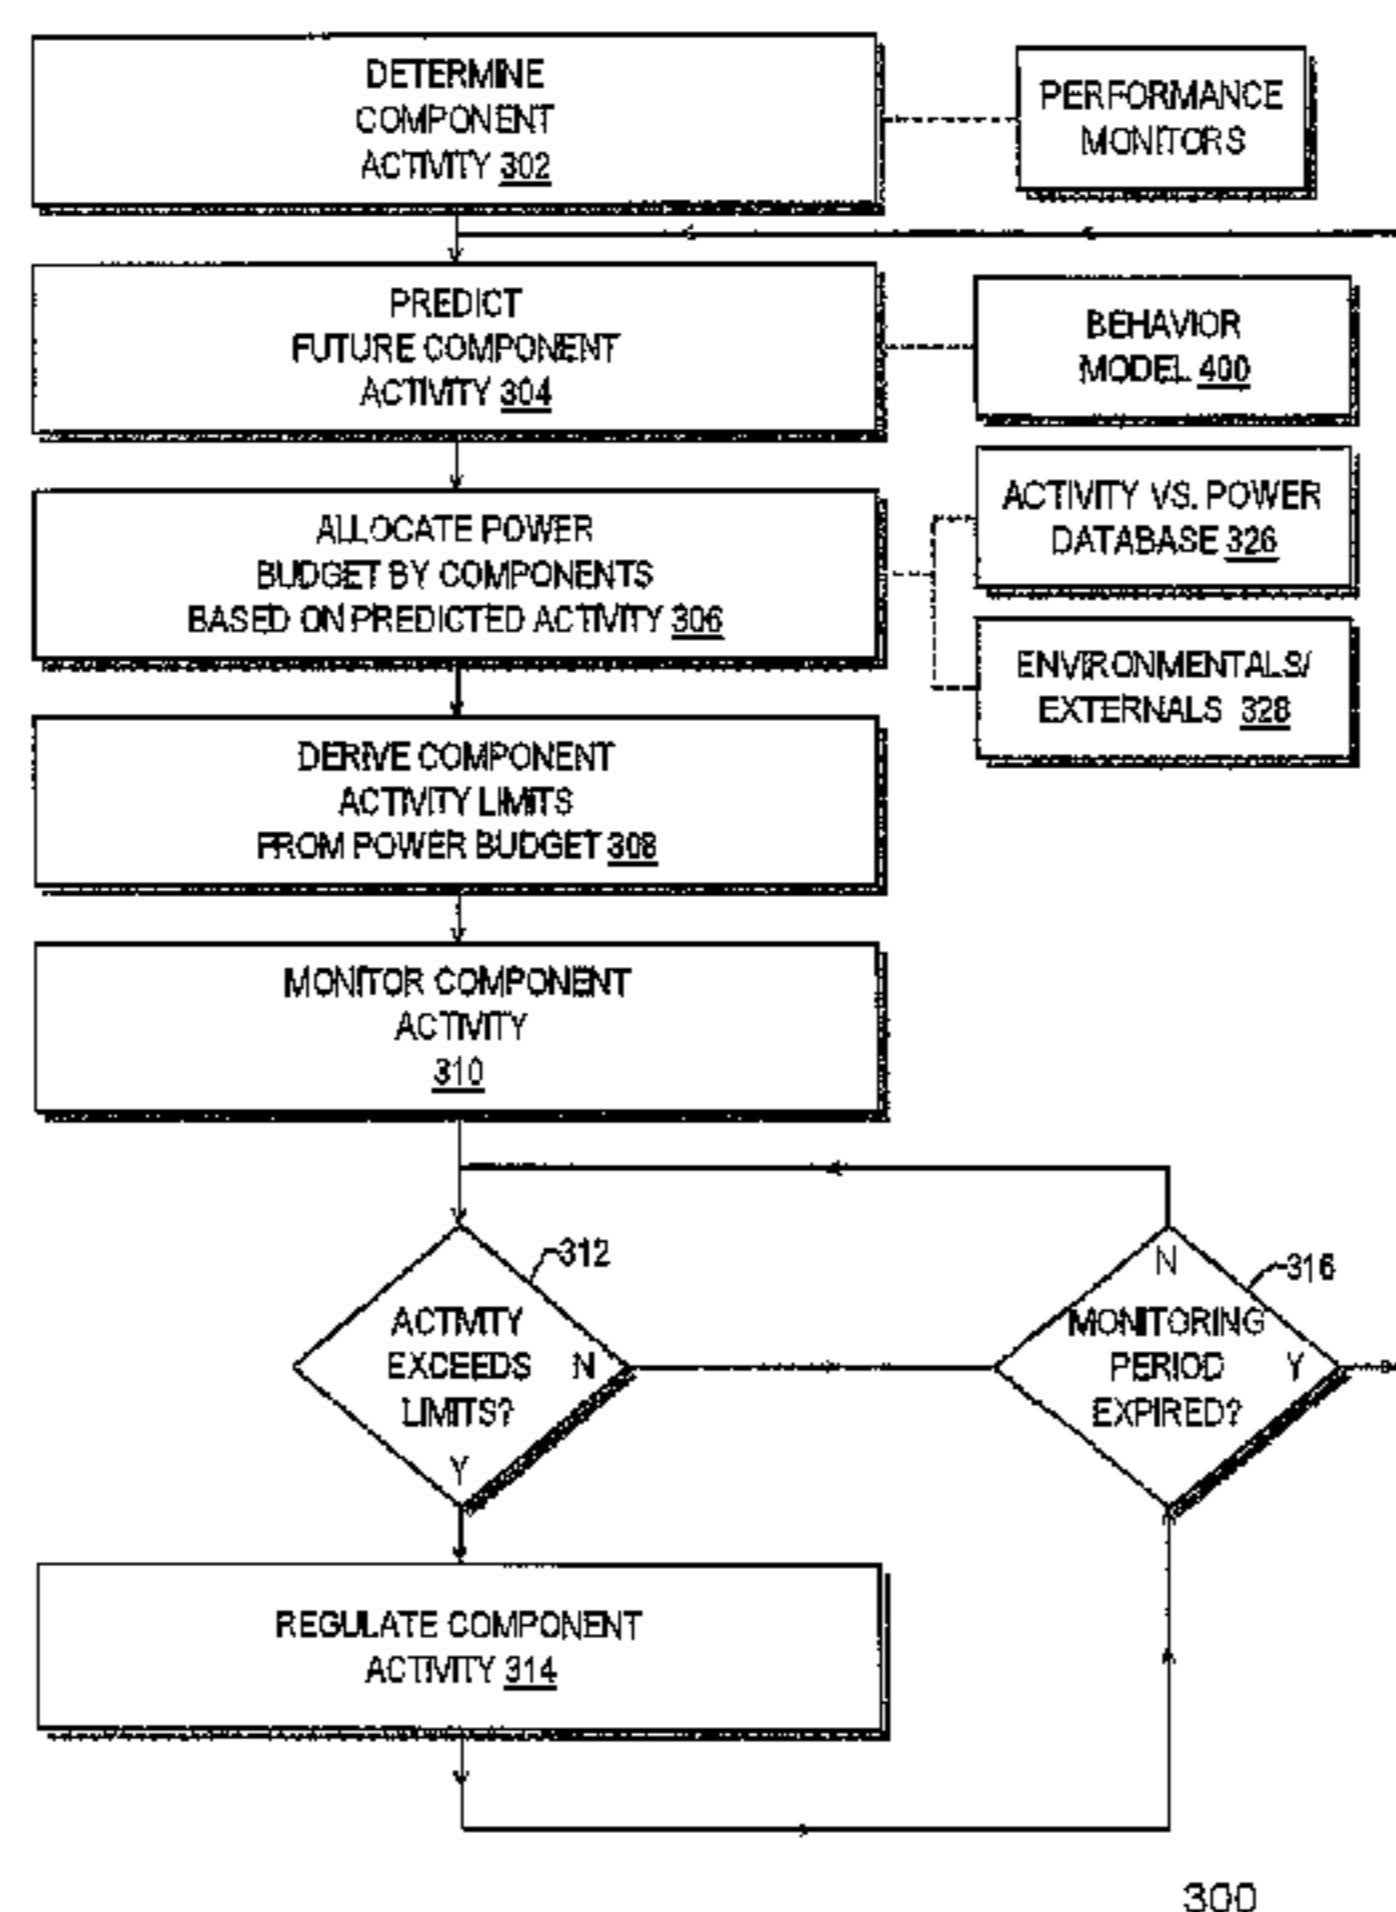 DETERMINE
COMPONENT
ACTIVITY 302
PERFORMANCE
MONITORS
PREDICT
FUTURE COMPONENT
ACTIVITY 304
BEHAVIOR
MODEL 400
ALLOCATE POWER
BUDGET BY COMPONENTS
BASED ON PREDICTED ACTIVITY 306
ACTIVITY VS. POWER
DATABASE 326
ENVIRONMENTALS/
EXTERNALS 328
DERIVE COMPONENT
ACTIVITY LIMITS
FROM POWER BUDGET 308
MONITOR COMPONENT
ACTIVITY
310
312
ACTIVITY
EXCEEDS
LIMITS?
N
Y
316
N
MONITORING
PERIOD
EXPIRED?
Y
REGULATE COMPONENT
ACTIVITY 314
300